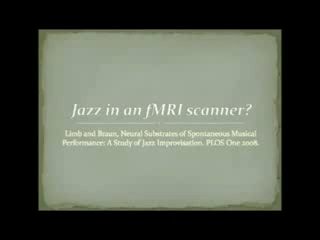 Jazz in an fMRI scanner?
Limb and Braun, Neural Substrates of Spontaneous Musical
Performance: A Study of Jazz Improvisation. PLOS One 2008.